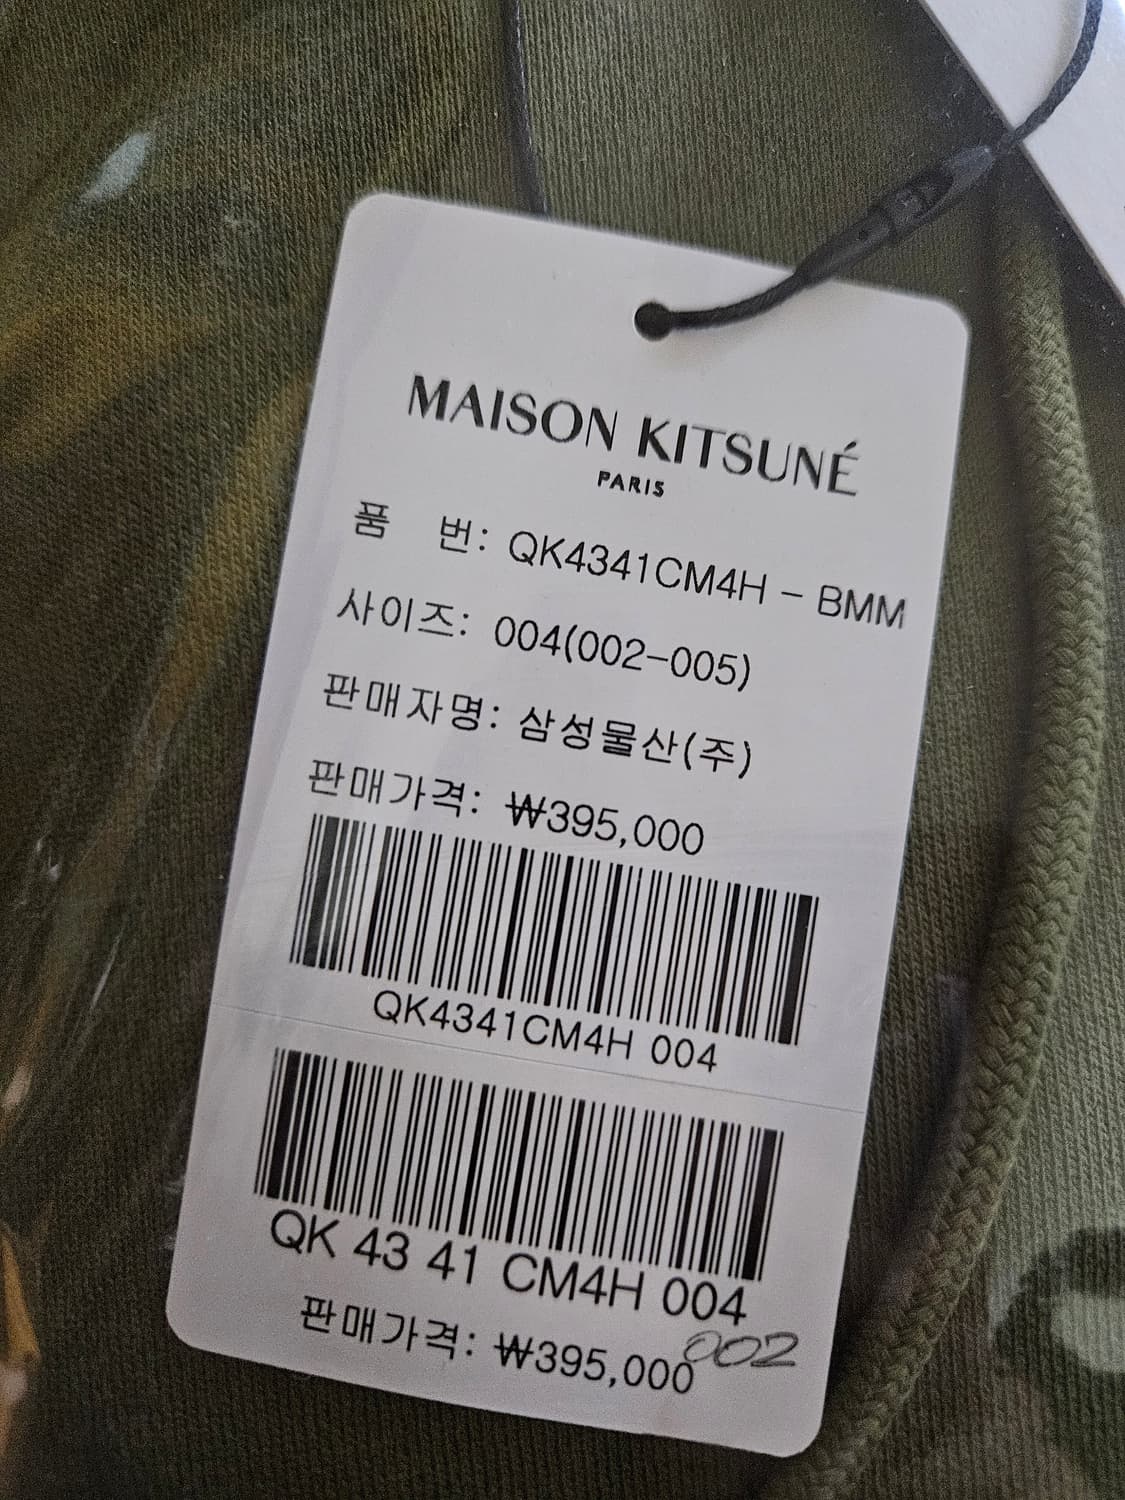 MAISON KITSUNÉ
PARIS
품 번: QK4341CM4H - BMM
사이즈: 004(002-005)
판매자명: 삼성물산(주)
판매가격: ₩395,000
QK4341CM4H 004
QK 43 41 CM4H 004
판매가격: ₩395,000
002